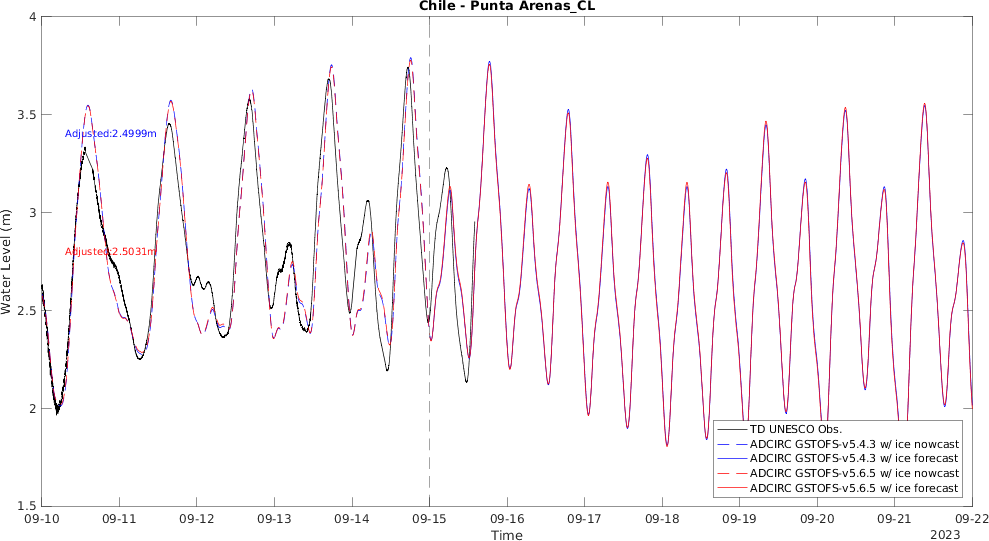 Chile - Punta Arenas_CL
4
3.5
3
2.5
2
1.5
Water Level (m)
Adjusted:2.4999m
Adjusted:2.5031m
TD UNESCO Obs.
ADCIRC GSTOFS-v5.4.3 w/ ice nowcast
ADCIRC GSTOFS-v5.4.3 w/ ice forecast
ADCIRC GSTOFS-v5.6.5 w/ ice nowcast
ADCIRC GSTOFS-v5.6.5 w/ ice forecast
09-10 09-11 09-12 09-13 09-14 09-15 09-16 09-17 09-18 09-19 09-20 09-21 09-22
Time
2023